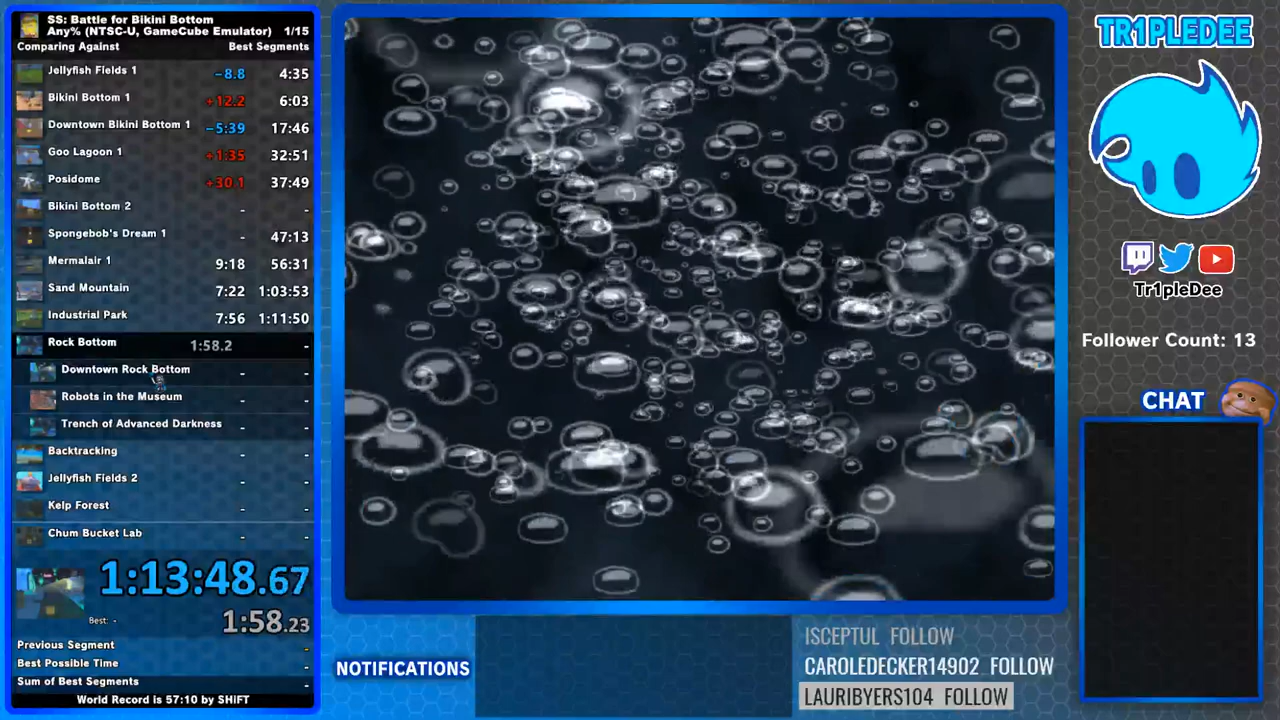 SS: Battle for Bikini Bottom
Any% (NTSC-U, GameCube Emulator) 1/15
Comparing Against Best Segments
Jellyfish Fields 1 -8.8 4:35
Bikini Bottom 1 +12.2 6:03
Downtown Bikini Bottom 1 -5:39 17:46
Goo Lagoon 1 +1:35 32:51
Posidome +30.1 37:49
Bikini Bottom 2 - -
Spongebob's Dream 1 - 47:13
Mermalair 1 9:18 56:31
Sand Mountain 7:22 1:03:53
Industrial Park 7:56 1:11:50
Rock Bottom 1:58.2 -
Downtown Rock Bottom - -
Robots in the Museum - -
Trench of Advanced Darkness - -
Backtracking - -
Jellyfish Fields 2 - -
Kelp Forest - -
Chum Bucket Lab - -
1:13:48.67
Best: - 1:58.23
Previous Segment -
Best Possible Time -
Sum of Best Segments -
World Record is 57:10 by SHiFT
NOTIFICATIONS
ISCEPTUL FOLLOW
CAROLEDECKER14902 FOLLOW
LAURIBYERS104 FOLLOW
TR1PLEDEE
Tr1pleDee
Follower Count: 13
CHAT